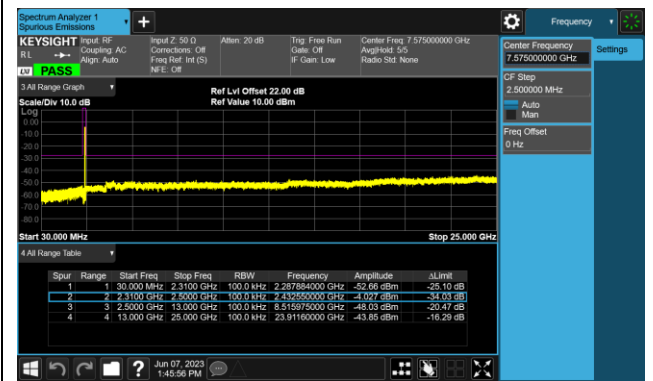 Spectrum Analyzer 1
Spurious Emissions
Frequency
KEYSIGHT
RL
LXI PASS
Input: RF
Coupling: AC
Align: Auto
Input Z: 50 Ω
Corrections: Off
Freq Ref: Int (S)
NFE: Off
Atten: 20 dB
Trig: Free Run
Gate: Off
IF Gain: Low
Center Freq: 7.575000000 GHz
Avg|Hold: 5/5
Radio Std: None
Center Frequency
7.575000000 GHz
Settings
CF Step
2.500000 MHz
Auto
Man
Freq Offset
0 Hz
3 All Range Graph
Scale/Div 10.0 dB
Ref Lvl Offset 22.00 dB
Ref Value 10.00 dBm
Log
0.00
-10.0
-20.0
-30.0
-40.0
-50.0
-60.0
-70.0
-80.0
Start 30.000 MHz
Stop 25.000 GHz
4 All Range Table
Spur Range Start Freq Stop Freq RBW Frequency Amplitude ΔLimit
1 1 30.000 MHz 2.3100 GHz 100.0 kHz 2.287884000 GHz -52.66 dBm -25.10 dB
2 2 2.3100 GHz 2.5000 GHz 100.0 kHz 2.432550000 GHz -4.027 dBm -34.03 dB
3 3 2.5000 GHz 13.000 GHz 100.0 kHz 8.515975000 GHz -48.03 dBm -20.47 dB
4 4 13.000 GHz 25.000 GHz 100.0 kHz 23.91160000 GHz -43.85 dBm -16.29 dB
Jun 07, 2023
1:45:56 PM